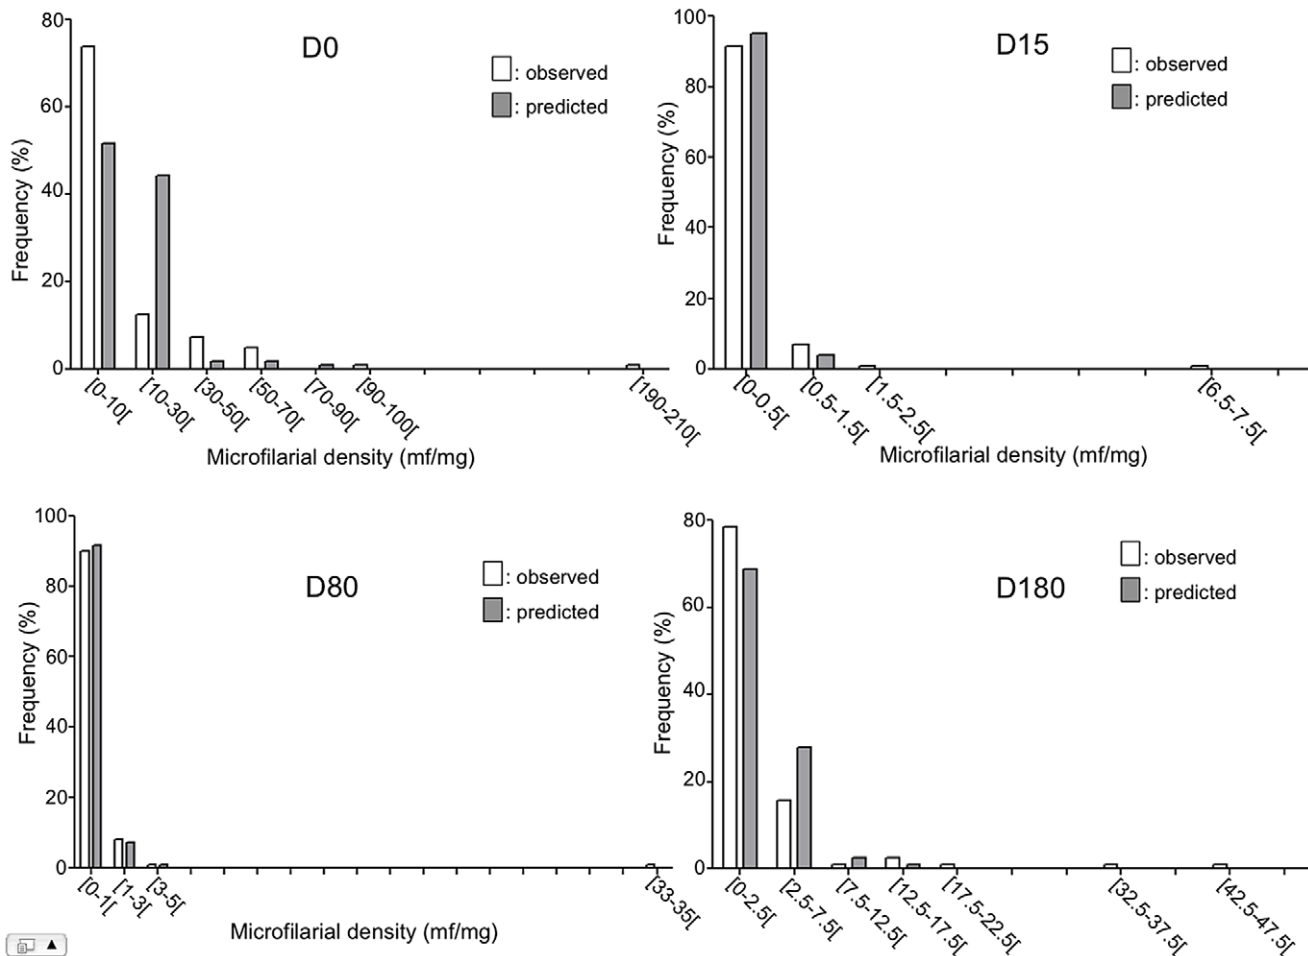 D0
: observed
: predicted
Frequency (%)
80
60
40
20
0
[0-10[
[10-30[
[30-50[
[50-70[
[70-90[
[90-100[
[190-210[
Microfilarial density (mf/mg)
D15
: observed
: predicted
Frequency (%)
100
80
60
40
20
0
[0-0.5[
[0.5-1.5[
[1.5-2.5[
[6.5-7.5[
Microfilarial density (mf/mg)
D80
: observed
: predicted
Frequency (%)
100
80
60
40
20
0
[0-1[
[1-3[
[3-5[
[33-35[
Microfilarial density (mf/mg)
D180
: observed
: predicted
Frequency (%)
80
60
40
20
0
[0-2.5[
[2.5-7.5[
[7.5-12.5[
[12.5-17.5[
[17.5-22.5[
[32.5-37.5[
[42.5-47.5[